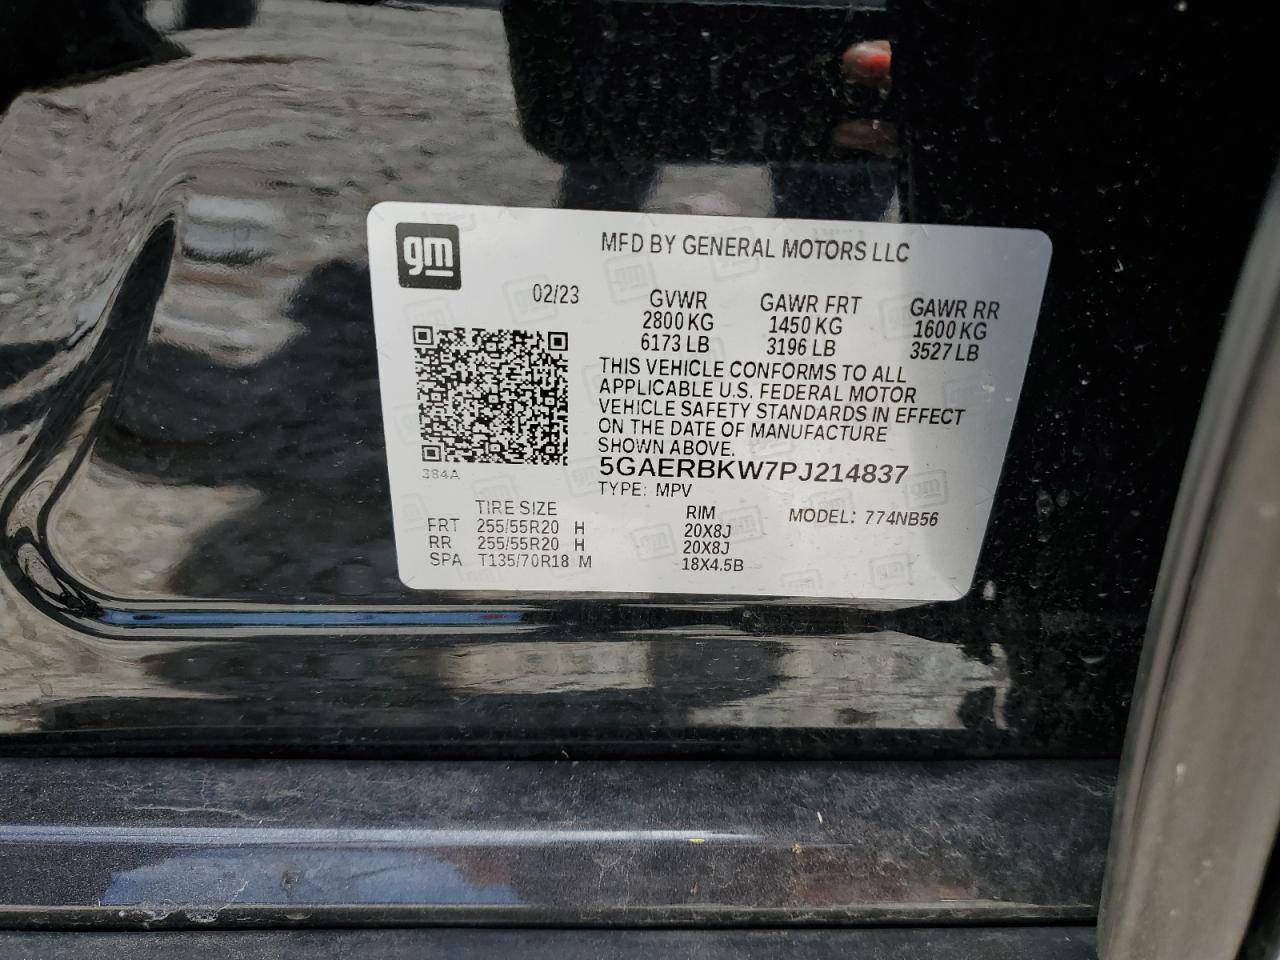 gm
MFD BY GENERAL MOTORS LLC
02/23
GVWR GAWR FRT GAWR RR
2800 KG 1450 KG 1600 KG
6173 LB 3196 LB 3527 LB
THIS VEHICLE CONFORMS TO ALL
APPLICABLE U.S. FEDERAL MOTOR
VEHICLE SAFETY STANDARDS IN EFFECT
ON THE DATE OF MANUFACTURE
SHOWN ABOVE.
384A
5GAERBKW7PJ214837
TYPE: MPV
TIRE SIZE RIM MODEL: 774NB56
FRT 255/55R20 H 20X8J
RR 255/55R20 H 20X8J
SPA T135/70R18 M 18X4.5B